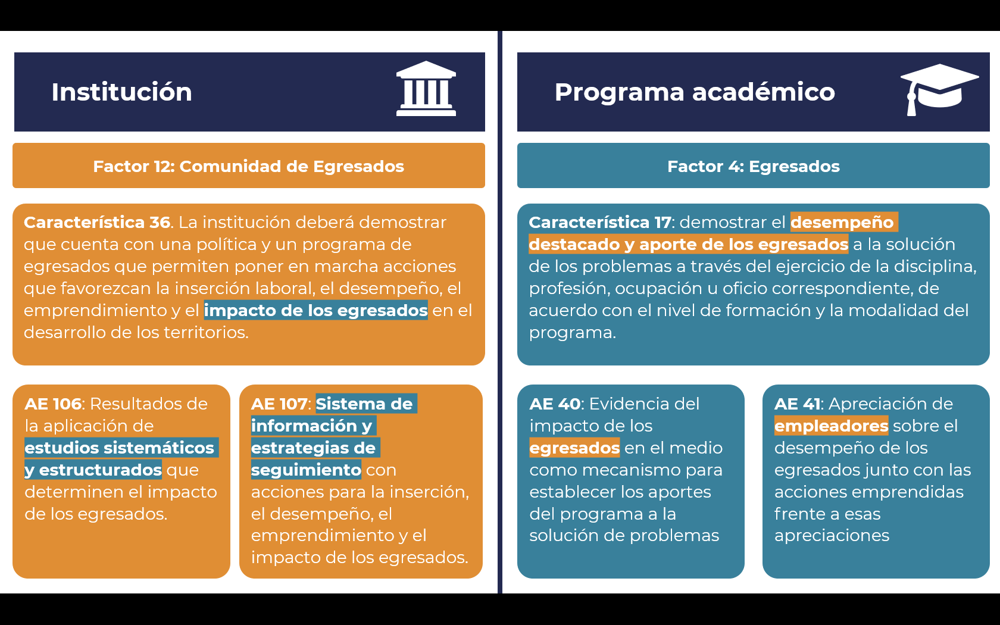 Institución
Factor 12: Comunidad de Egresados
Característica 36. La institución deberá demostrar
que cuenta con una política y un programa de
egresados que permiten poner en marcha acciones
que favorezcan la inserción laboral, el desempeño, el
emprendimiento y el impacto de los egresados en el
desarrollo de los territorios.
AE 106: Resultados de
la aplicación de
estudios sistemáticos
y estructurados que
determinen el impacto
de los egresados.
AE 107: Sistema de
información y
estrategias de
seguimiento con
acciones para la inserción,
el desempeño, el
emprendimiento y el
impacto de los egresados.
Programa académico
Factor 4: Egresados
Característica 17: demostrar el desempeño
destacado y aporte de los egresados a la solución
de los problemas a través del ejercicio de la disciplina,
profesión, ocupación u oficio correspondiente, de
acuerdo con el nivel de formación y la modalidad del
programa.
AE 40: Evidencia del
impacto de los
egresados en el medio
como mecanismo para
establecer los aportes
del programa a la
solución de problemas
AE 41: Apreciación de
empleadores sobre el
desempeño de los
egresados junto con las
acciones emprendidas
frente a esas
apreciaciones